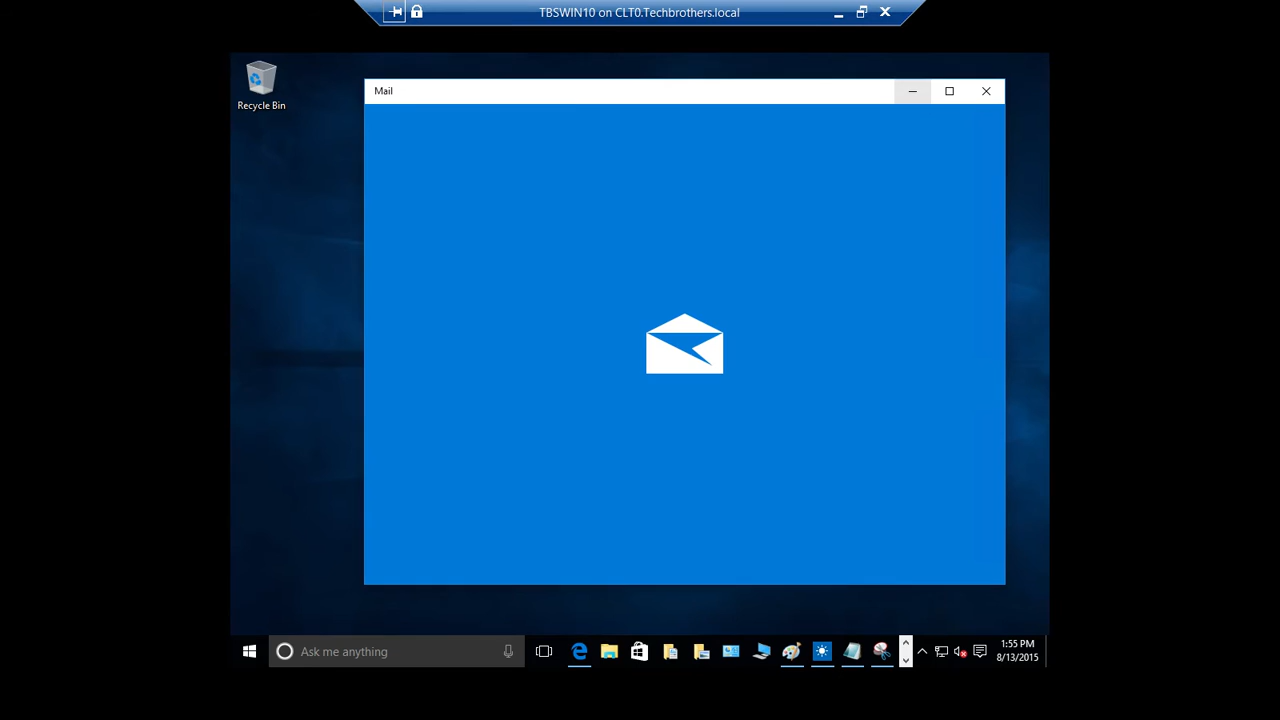 TBSWIN10 on CLT0.Techbrothers.local
Recycle Bin
Mail
Ask me anything
1:55 PM
8/13/2015